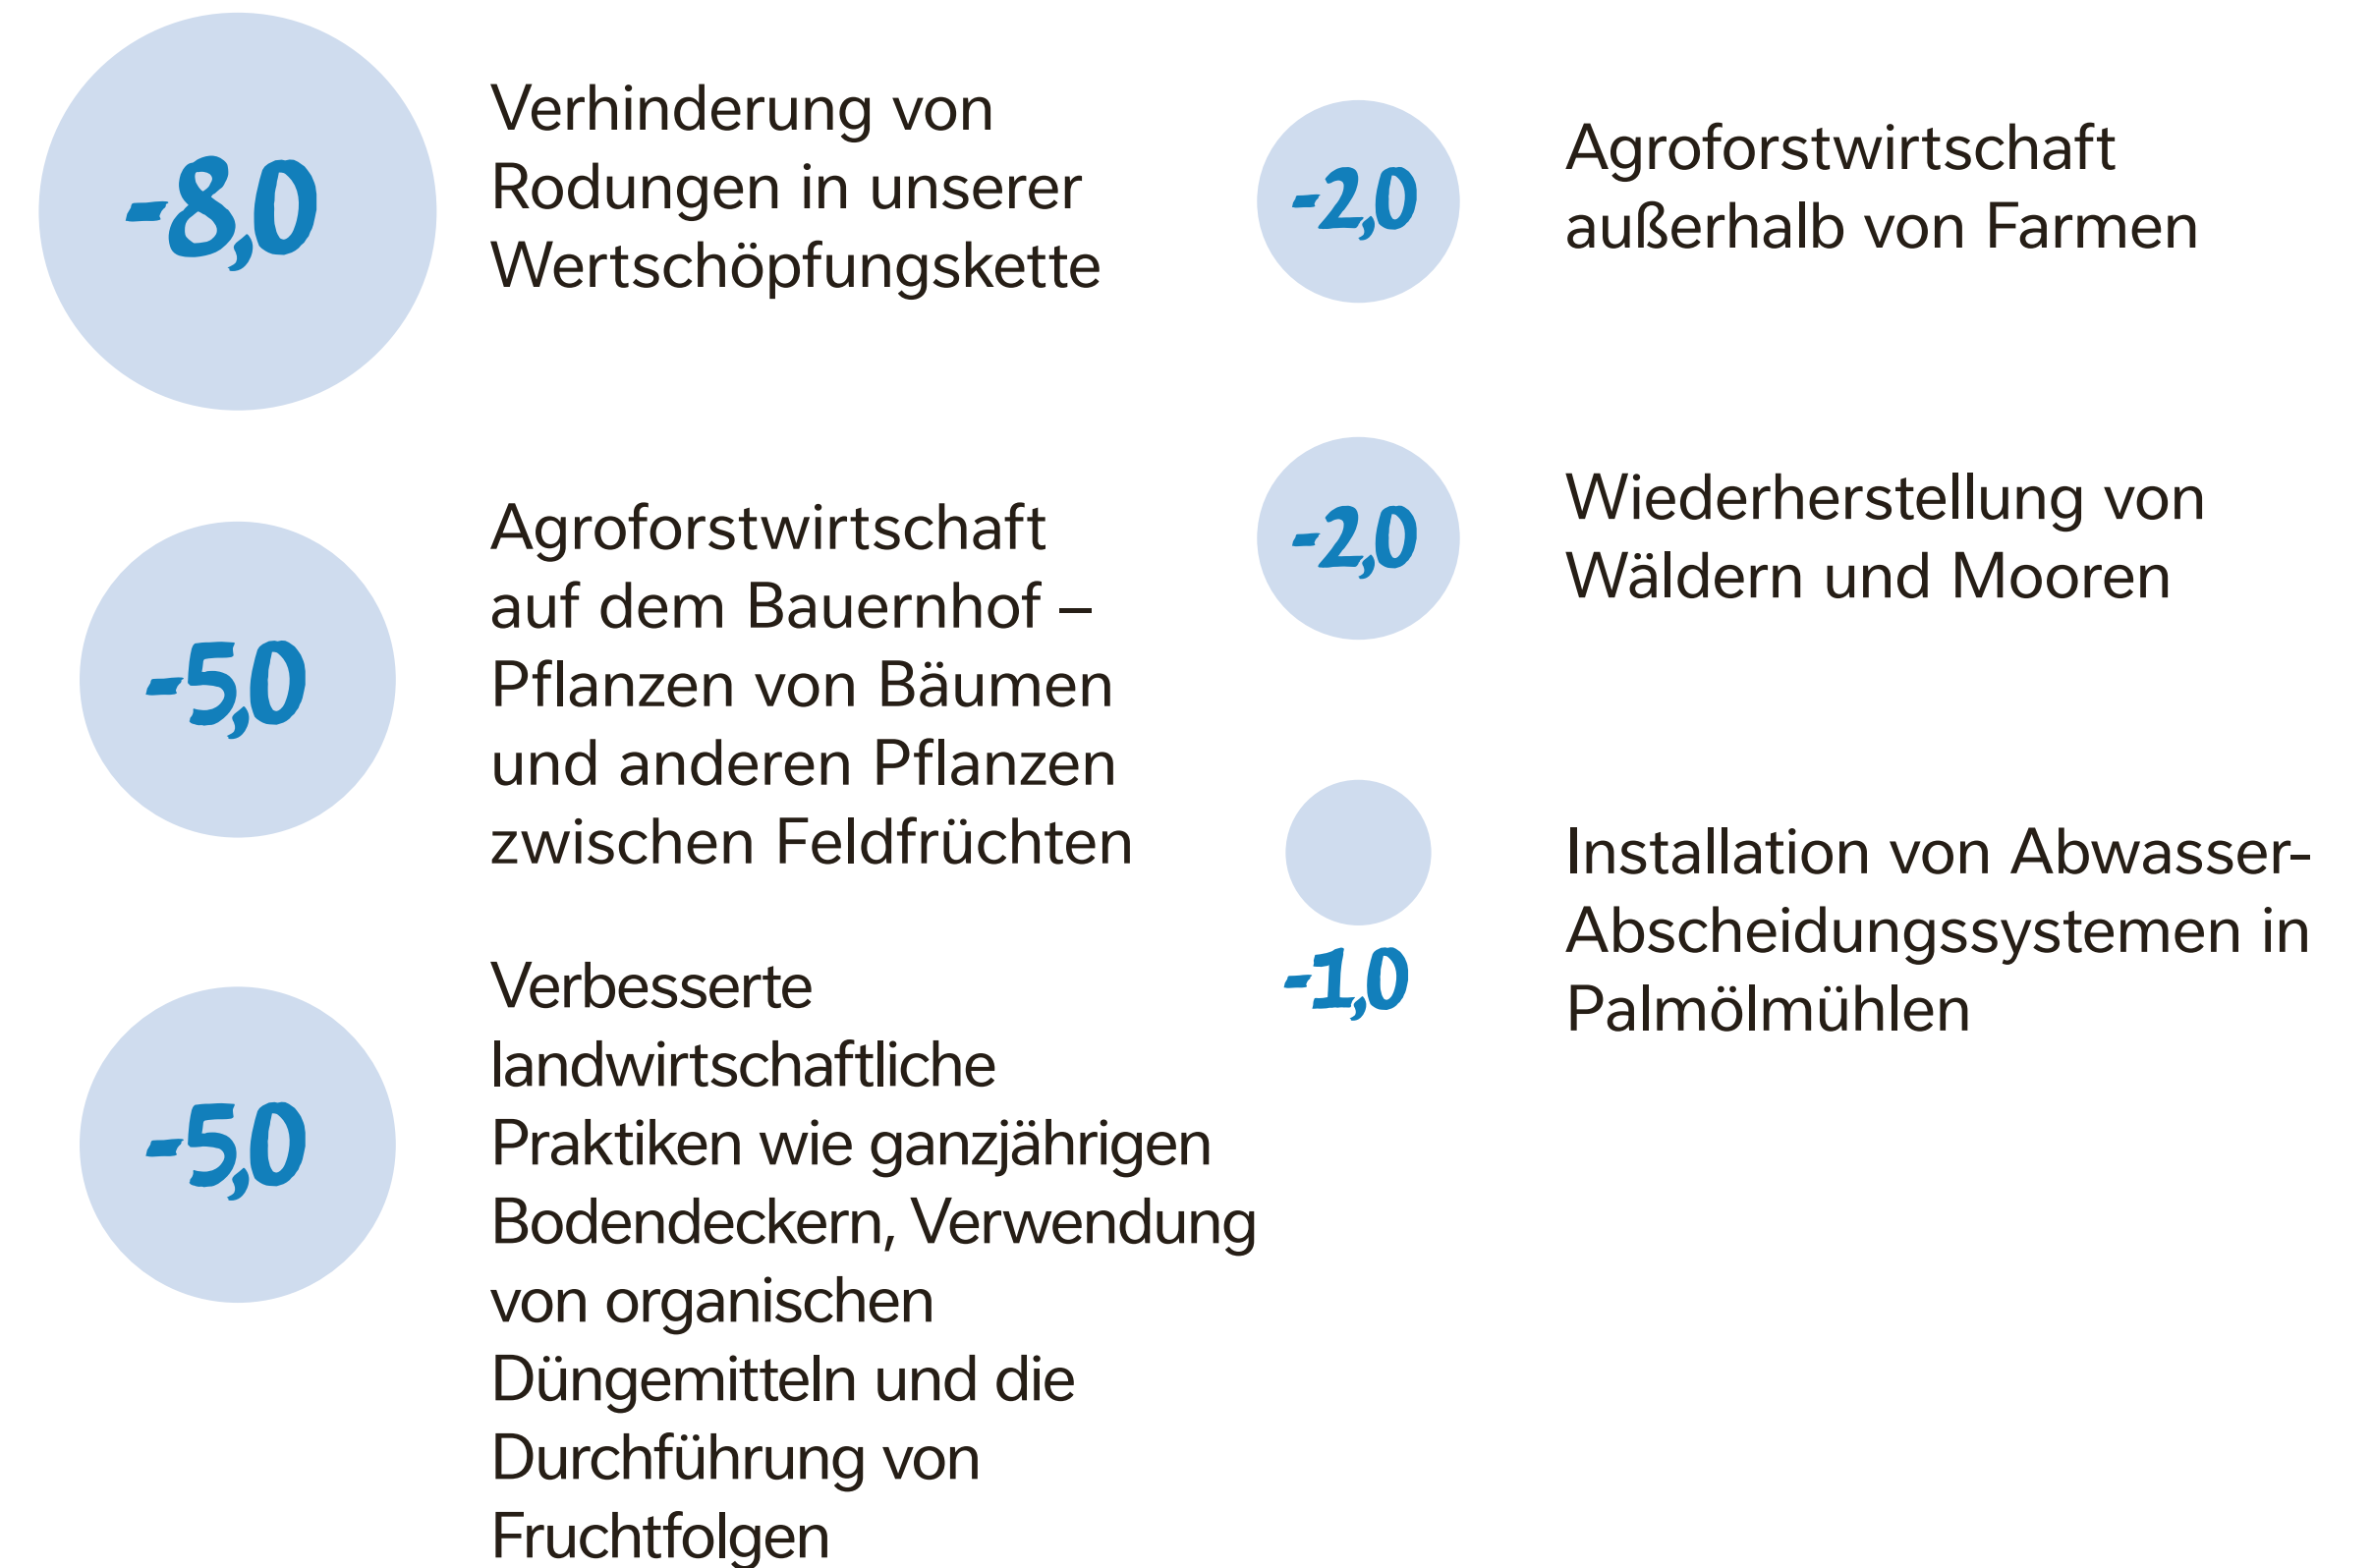 -8,0
Verhinderung von
Rodungen in unserer
Wertschöpfungskette
-5,0
Agroforstwirtschaft
auf dem Bauernhof –
Pflanzen von Bäumen
und anderen Pflanzen
zwischen Feldfrüchten
-5,0
Verbesserte
landwirtschaftliche
Praktiken wie ganzjährigen
Bodendeckern, Verwendung
von organischen
Düngemitteln und die
Durchführung von
Fruchtfolgen
-2,0
Agroforstwirtschaft
außerhalb von Farmen
-2,0
Wiederherstellung von
Wäldern und Mooren
-1,0
Installation von Abwasser-
Abscheidungssystemen in
Palmölmühlen